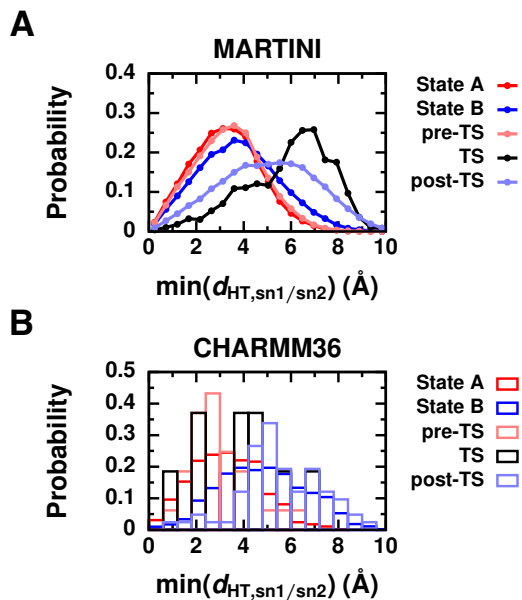 A
MARTINI
Probability
0.4
0.3
0.2
0.1
0
0 2 4 6 8 10
min(dHT,sn1/sn2) (Å)
State A
State B
pre-TS
TS
post-TS
B
CHARMM36
Probability
0.5
0.4
0.3
0.2
0.1
0
0 2 4 6 8 10
min(dHT,sn1/sn2) (Å)
State A
State B
pre-TS
TS
post-TS